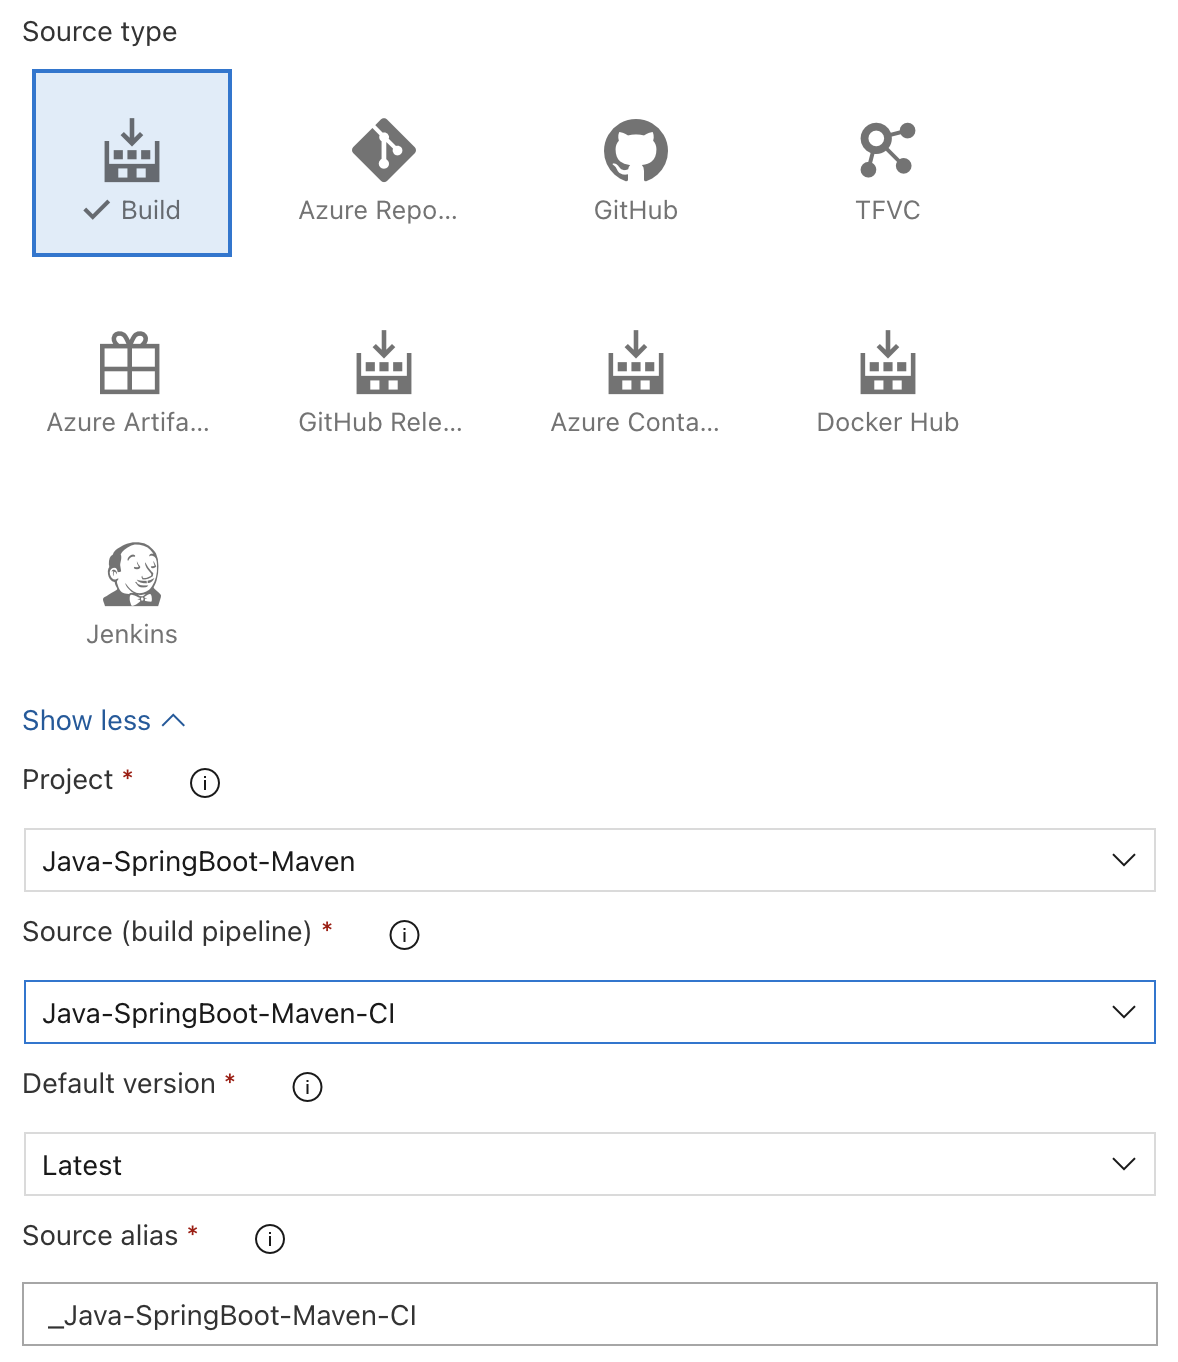 Source type
Build
Azure Repo...
GitHub
TFVC
Azure Artifa...
GitHub Rele...
Azure Conta...
Docker Hub
Jenkins
Show less
Project *
Java-SpringBoot-Maven
Source (build pipeline) *
Java-SpringBoot-Maven-CI
Default version *
Latest
Source alias *
_Java-SpringBoot-Maven-CI